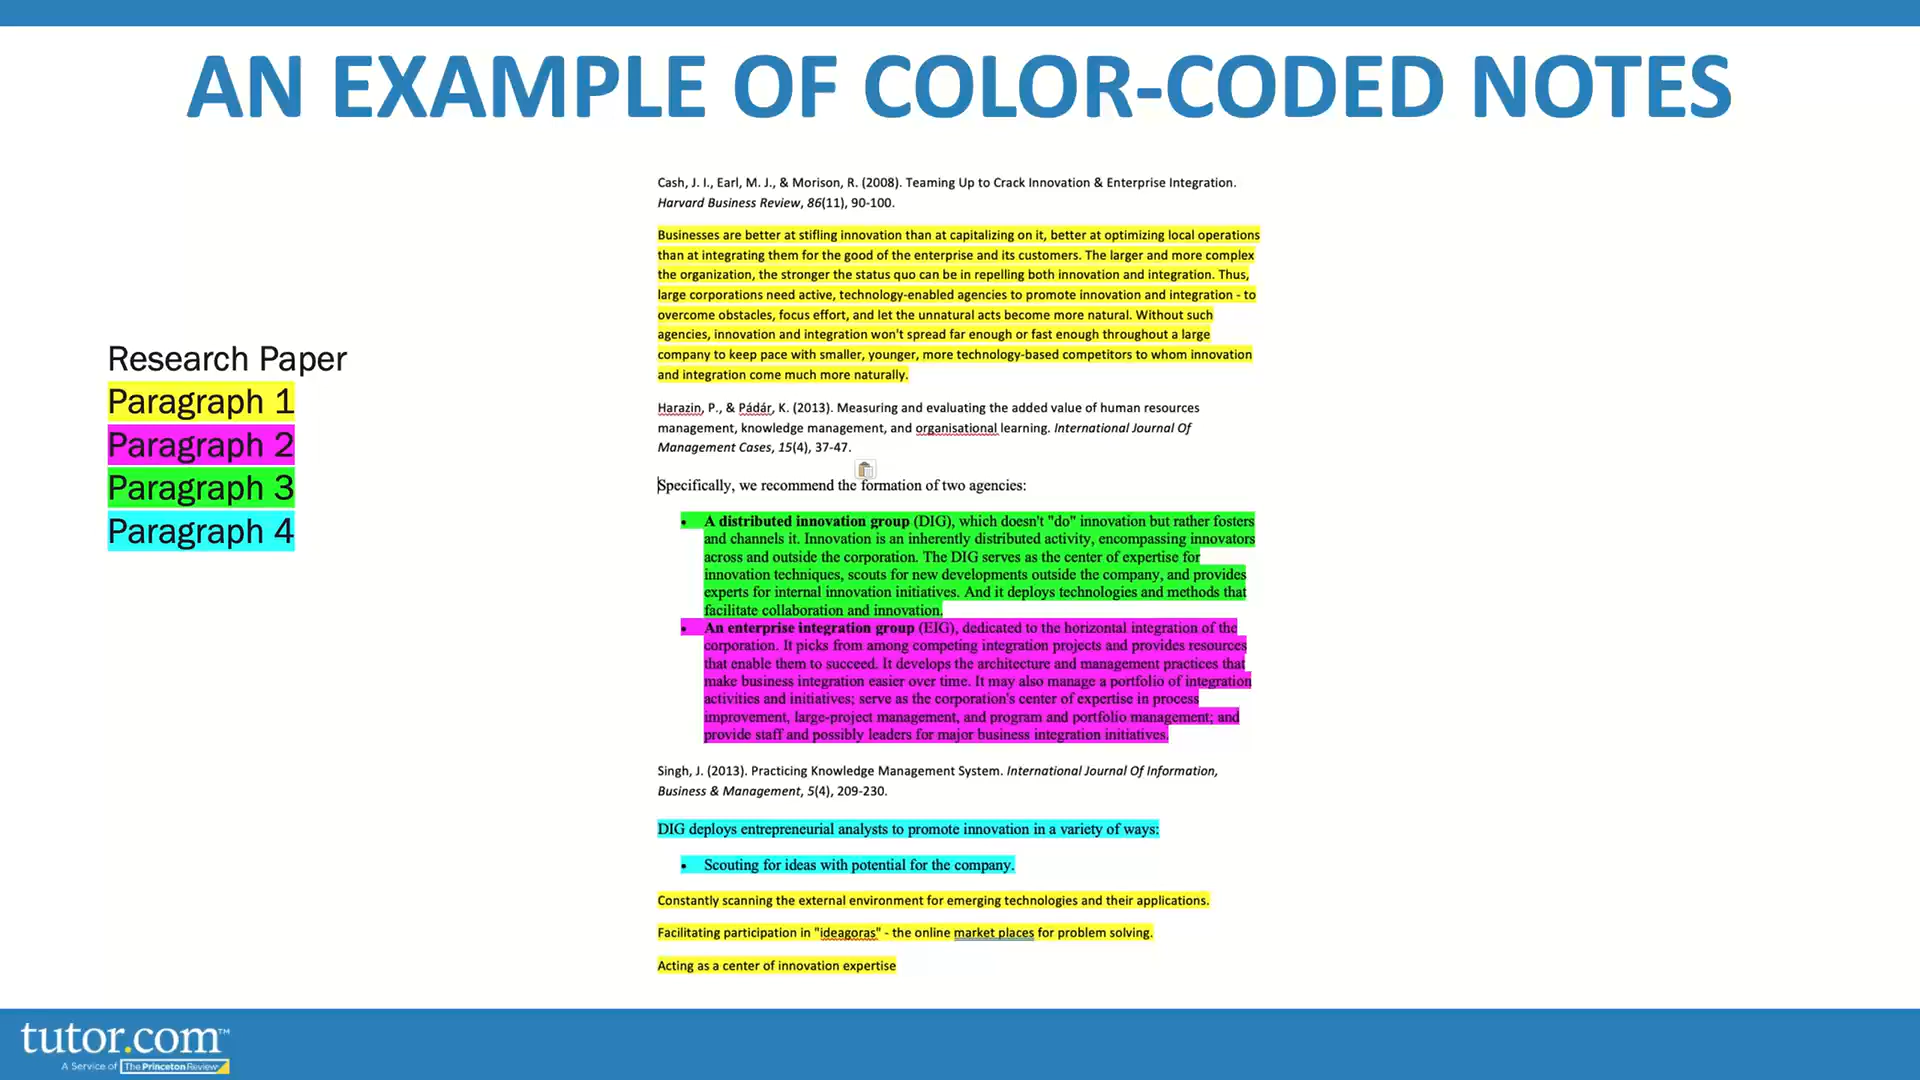 AN EXAMPLE OF COLOR-CODED NOTES
Research Paper
Paragraph 1
Paragraph 2
Paragraph 3
Paragraph 4
Cash, J. I., Earl, M. J., & Morison, R. (2008). Teaming Up to Crack Innovation & Enterprise Integration.
Harvard Business Review, 86(11), 90-100.
Businesses are better at stifling innovation than at capitalizing on it, better at optimizing local operations
than at integrating them for the good of the enterprise and its customers. The larger and more complex
the organization, the stronger the status quo can be in repelling both innovation and integration. Thus,
large corporations need active, technology-enabled agencies to promote innovation and integration - to
overcome obstacles, focus effort, and let the unnatural acts become more natural. Without such
agencies, innovation and integration won't spread far enough or fast enough throughout a large
company to keep pace with smaller, younger, more technology-based competitors to whom innovation
and integration come much more naturally.
Harazin, P., & Pádár, K. (2013). Measuring and evaluating the added value of human resources
management, knowledge management, and organisational learning. International Journal Of
Management Cases, 15(4), 37-47.
Specifically, we recommend the formation of two agencies:
• A distributed innovation group (DIG), which doesn't "do" innovation but rather fosters
and channels it. Innovation is an inherently distributed activity, encompassing innovators
across and outside the corporation. The DIG serves as the center of expertise for
innovation techniques, scouts for new developments outside the company, and provides
experts for internal innovation initiatives. And it deploys technologies and methods that
facilitate collaboration and innovation.
• An enterprise integration group (EIG), dedicated to the horizontal integration of the
corporation. It picks from among competing integration projects and provides resources
that enable them to succeed. It develops the architecture and management practices that
make business integration easier over time. It may also manage a portfolio of integration
activities and initiatives; serve as the corporation's center of expertise in process
improvement, large-project management, and program and portfolio management; and
provide staff and possibly leaders for major business integration initiatives.
Singh, J. (2013). Practicing Knowledge Management System. International Journal Of Information,
Business & Management, 5(4), 209-230.
DIG deploys entrepreneurial analysts to promote innovation in a variety of ways:
• Scouting for ideas with potential for the company.
Constantly scanning the external environment for emerging technologies and their applications.
Facilitating participation in "ideagoras" - the online market places for problem solving.
Acting as a center of innovation expertise
tutor.com™
A Service of The Princeton Review